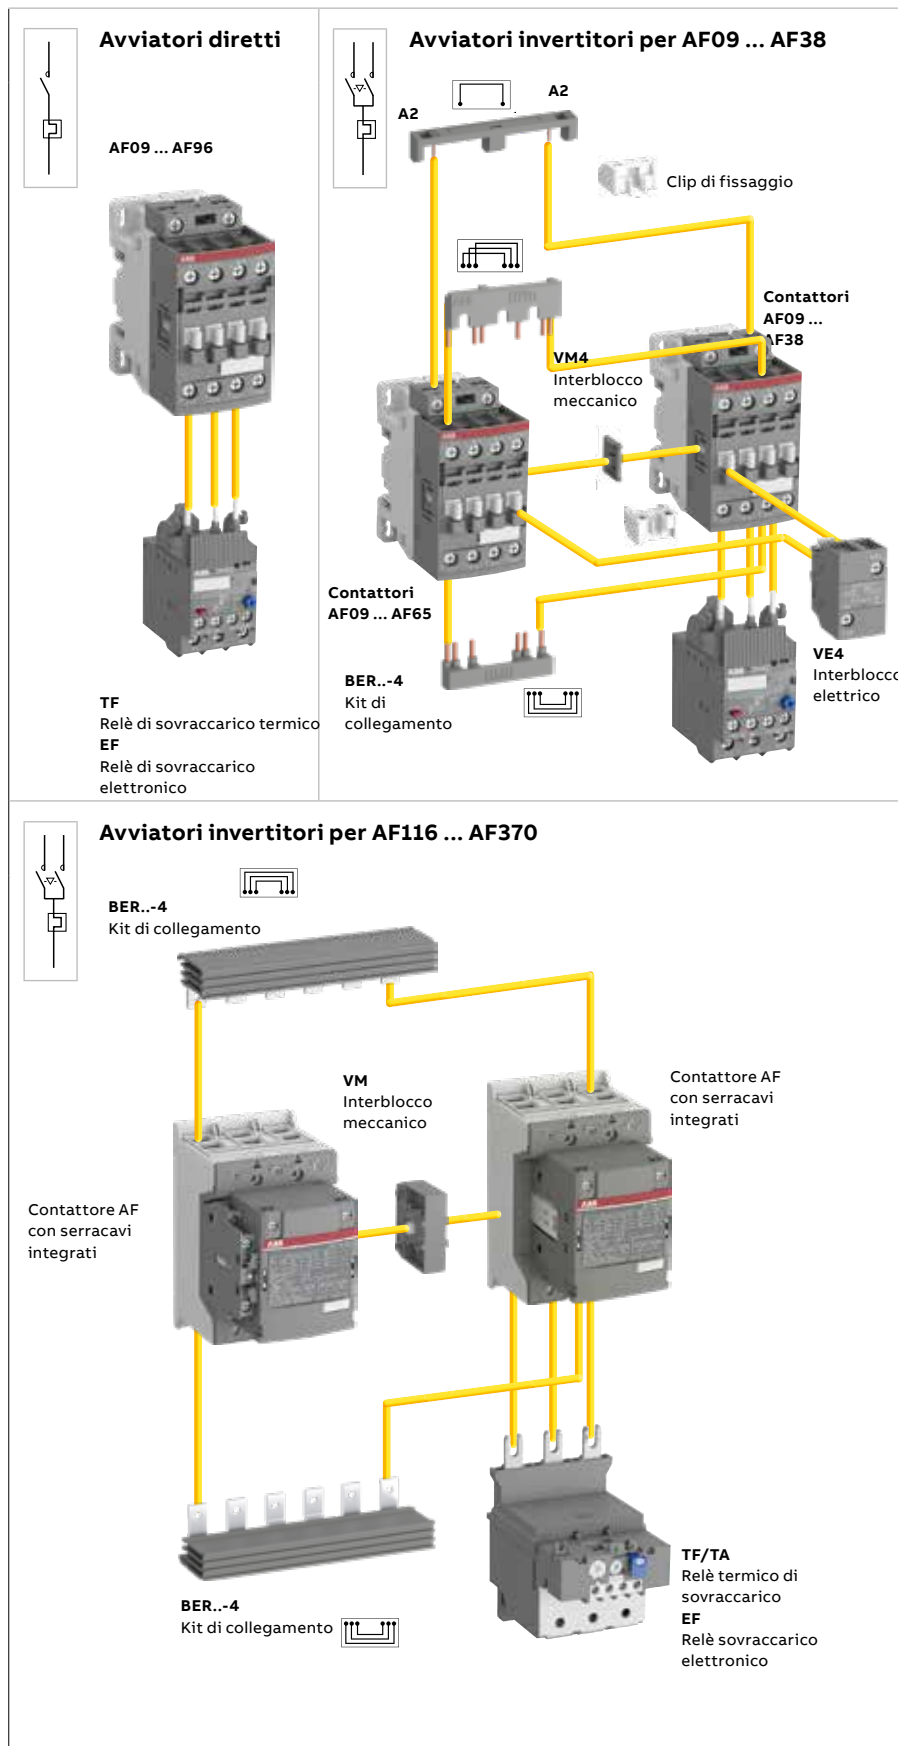 Avviatori diretti
AF09 ... AF96
TF
Relè di sovraccarico termico
EF
Relè di sovraccarico
elettronico
Avviatori invertitori per AF09 ... AF38
A2
A2
Clip di fissaggio
Contattori
AF09 ...
AF38
VM4
Interblocco
meccanico
Contattori
AF09 ... AF65
BER..-4
Kit di
collegamento
VE4
Interblocco
elettrico
Avviatori invertitori per AF116 ... AF370
BER..-4
Kit di collegamento
VM
Interblocco
meccanico
Contattore AF
con serracavi
integrati
Contattore AF
con serracavi
integrati
BER..-4
Kit di collegamento
TF/TA
Relè termico di
sovraccarico
EF
Relè sovraccarico
elettronico